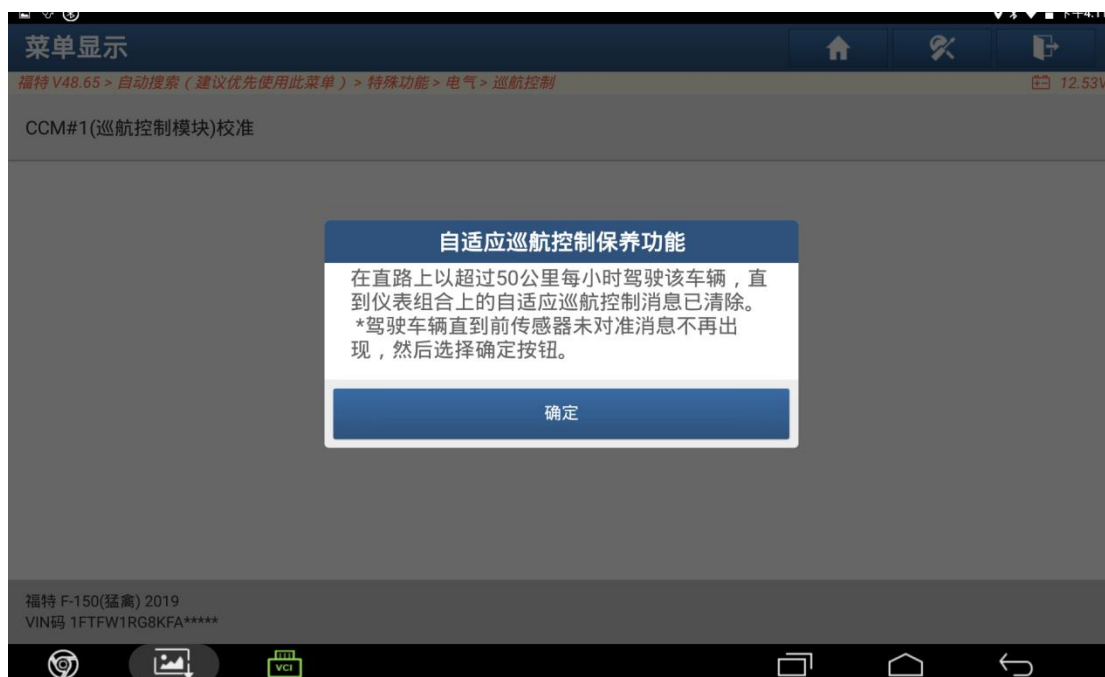 菜单显示
福特 V48.65 > 自动搜索（建议优先使用此菜单）> 特殊功能 > 电气 > 巡航控制
12.53V
CCM#1(巡航控制模块)校准
自适应巡航控制保养功能
在直路上以超过50公里每小时驾驶该车辆，直
到仪表组合上的自适应巡航控制消息已清除。
*驾驶车辆直到前传感器未对准消息不再出
现，然后选择确定按钮。
确定
福特 F-150(猛禽) 2019
VIN码 1FTFW1RG8KFA*****
VCI